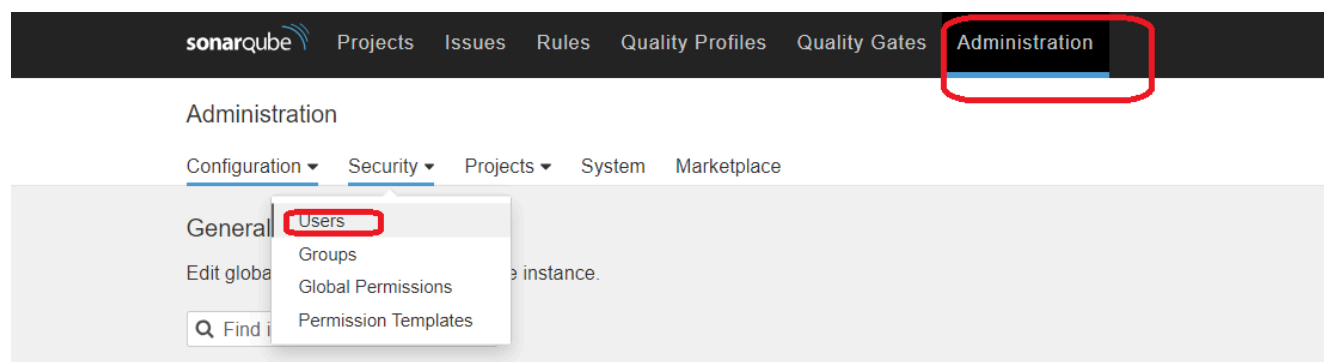 sonarqube Projects Issues Rules Quality Profiles Quality Gates Administration
Administration
Configuration Security Projects System Marketplace
General
Users
Groups
Edit globa e instance.
Global Permissions
Find i
Permission Templates